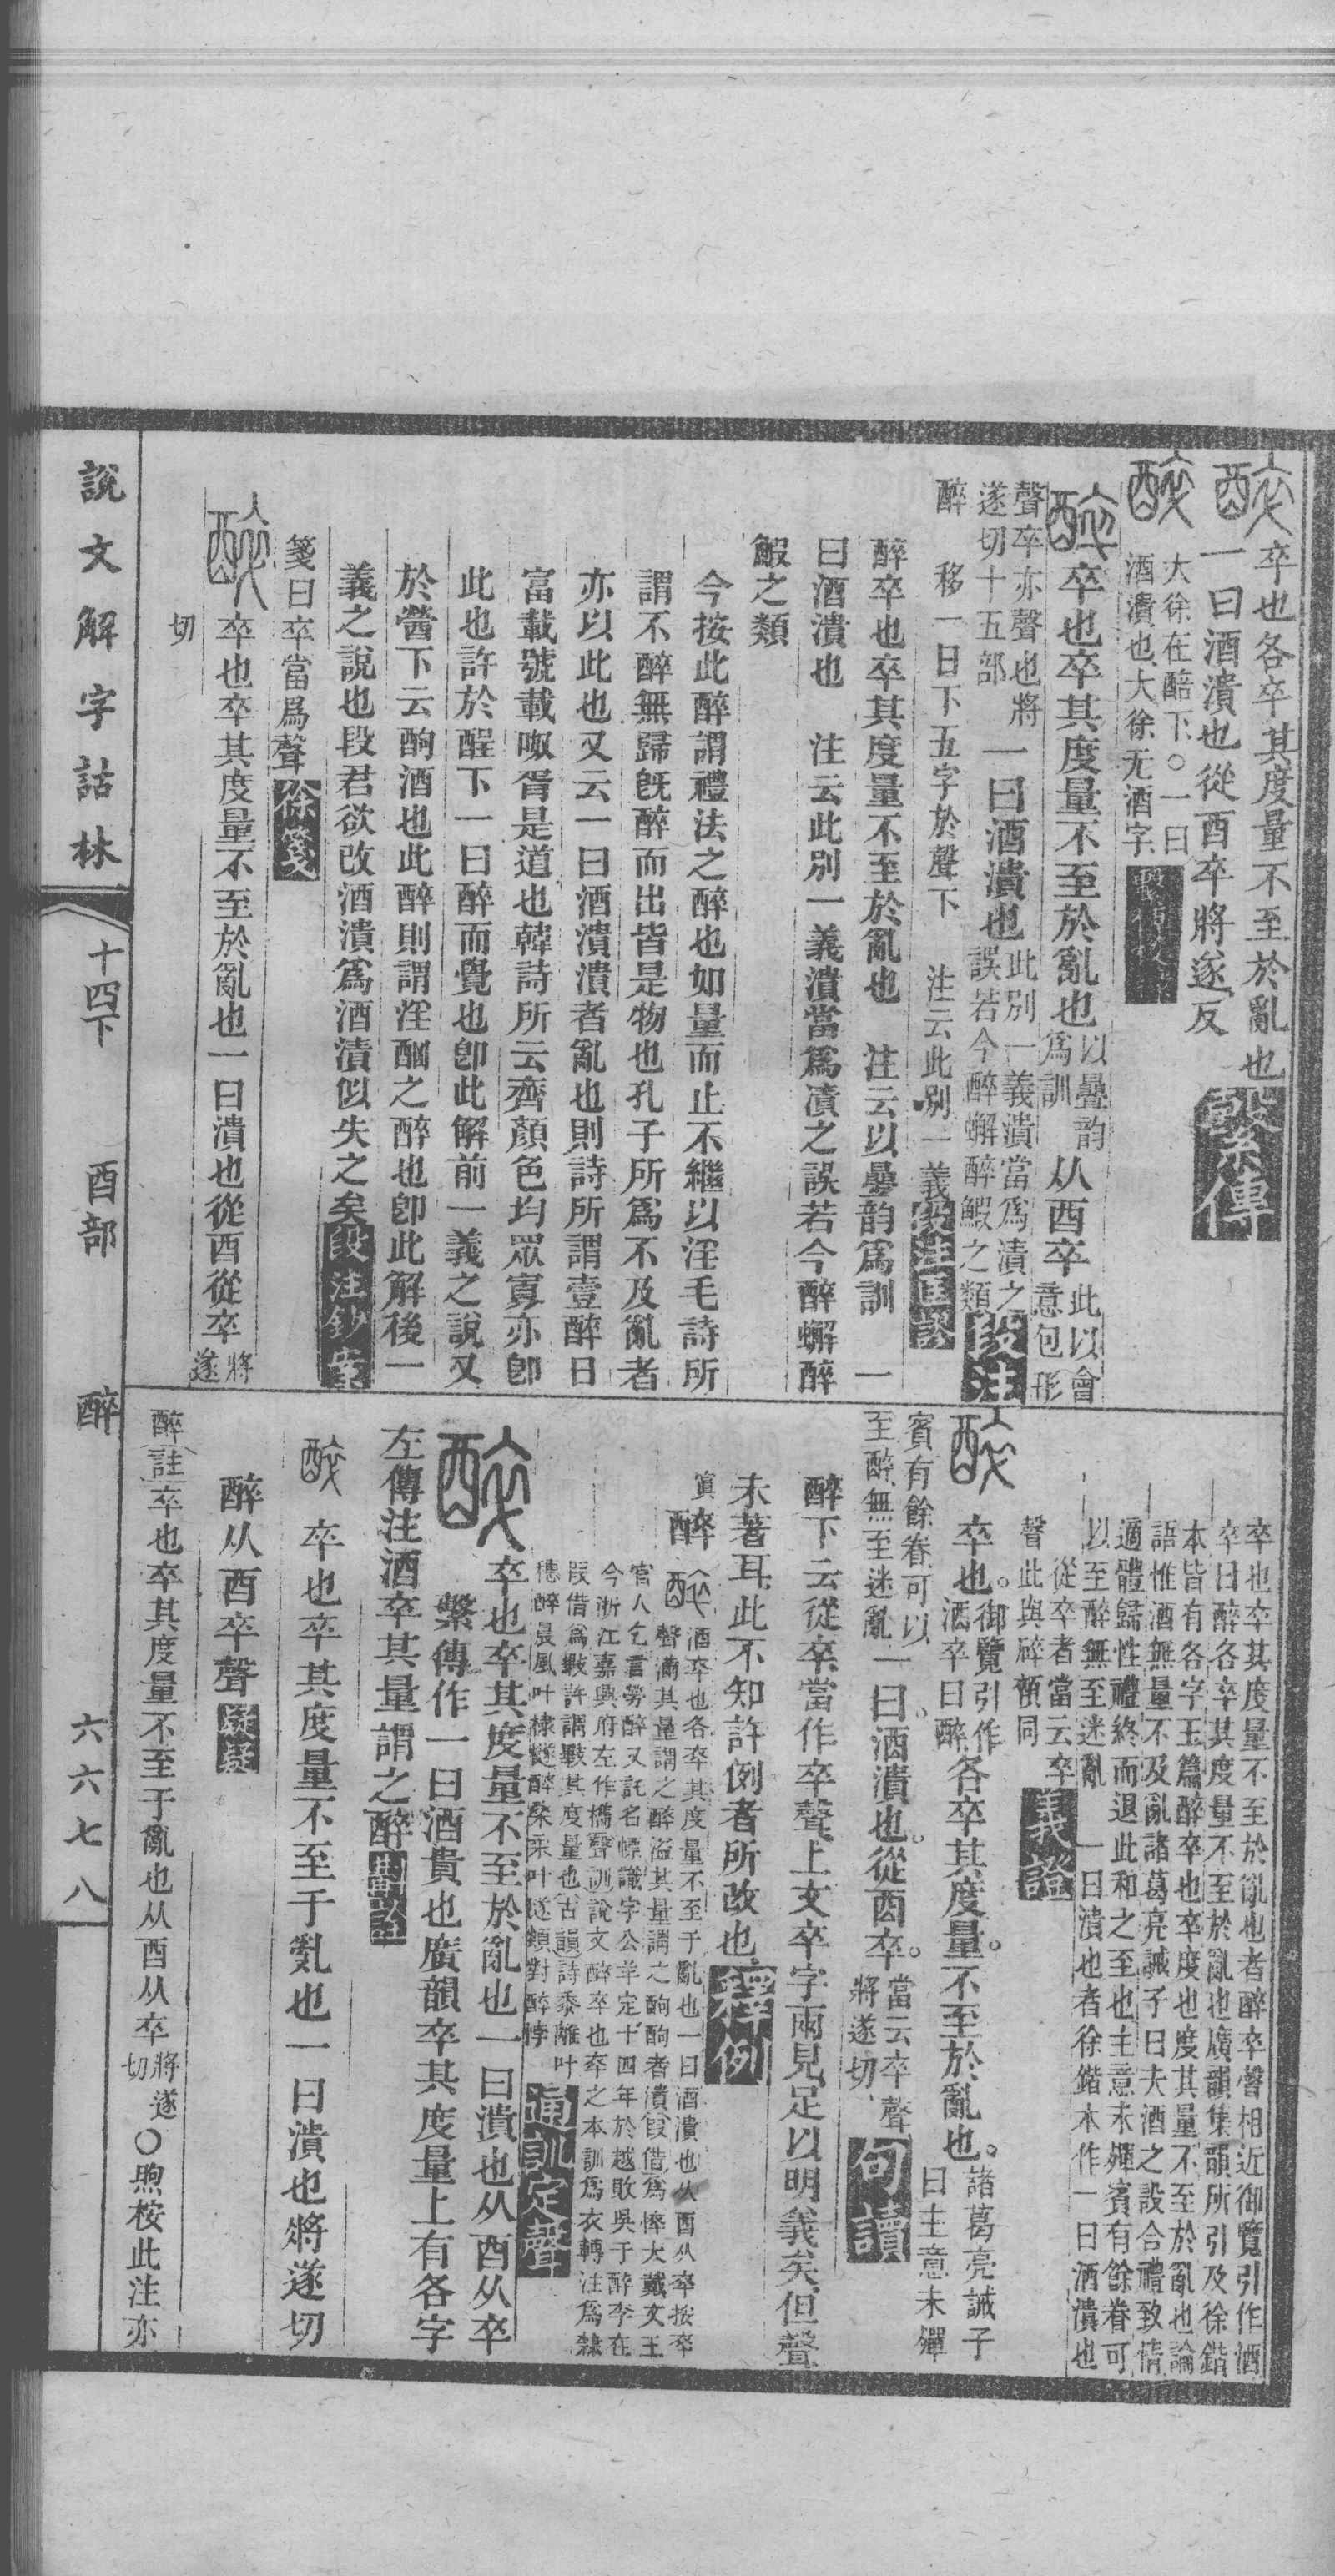 卒也各卒其度量不至於亂也
一曰酒潰也從酉卒將遂反 繫傳
大徐在醅下○一曰
酒潰也大徐无酒字
醉 卒也卒其度量不至於亂也 以疊韵
爲訓 从酉卒 此以會
意包形
聲卒亦聲也將
遂切十五部 一曰酒潰也 此別一義潰當爲漬之
誤若今醉蠏醉鰕之類 段注
醉 移一曰下五字於聲下 注云此別一義 段注匡謬
醉卒也卒其度量不至於亂也 注云以疊韵爲訓 一
曰酒潰也 注云此別一義潰當爲漬之誤若今醉蠏醉
鰕之類
今按此醉謂禮法之醉也如量而止不繼以淫毛詩所
謂不醉無歸旣醉而出皆是物也孔子所爲不及亂者
亦以此也又云一曰酒潰潰者亂也則詩所謂壹醉日
富載號載呶胥是道也韓詩所云齊顏色均眾寡亦卽
此也許於酲下一曰醉而覺也卽此解前一義之說又
於醟下云酗酒也此醉則謂淫酗之醉也卽此解後一
義之說也段君欲改酒潰爲酒漬似失之矣 段注鈔案
箋曰卒當爲聲 徐箋
卒也卒其度量不至於亂也一曰潰也從酉從卒 將遂
切
卒也卒其度量不至於亂也者醉卒聲相近御覽引作酒
卒曰醉各卒其度量不至於亂也廣韻集韻所引及徐鍇
本皆有各字玉篇醉卒也卒度也度其量不至於亂也論
語惟酒無量不及亂諸葛亮誡子曰夫酒之設合禮致情
適體歸性禮終而退此和之至也主意未殫賓有餘眷可
以至醉無至迷亂 一曰潰也者徐鍇本作一曰酒潰也
從卒者當云卒
聲此與碎頫同 義證
卒也。御覽引作
酒卒曰醉 各卒其度量。不至於亂也。 諸葛亮誡子
曰主意未殫
賓有餘眷可以
至醉無至迷亂 一曰酒潰也。從酉卒。 當云卒聲
將遂切 句讀
醉下云從卒當作卒聲上文卒字兩見足以明義矣但聲
未著耳此不知許例者所改也 釋例
醉 酒卒也各卒其度量不至于亂也一曰酒潰也从酉从卒按卒
聲滿其量謂之醉溢其量謂之酗酗者潰 假借爲悴大戴文王
官人乞言勞醉又託名幖識字公羊定十四年於越敗吳于醉李在
今浙江嘉興府左作檇 聲訓 說文醉卒也卒之本訓爲衣轉注爲隸
假借爲 其度量也 古韻 詩黍離叶
穗醉晨風叶棣檖醉桑柔叶隧類對醉悖 通訓定聲
卒也卒其度量不至於亂也一曰潰也从酉从卒
繫傳作一曰酒潰也廣韻卒其度量上有各字
左傳注酒卒其量謂之醉
卒也卒其度量不至于亂也一曰潰也將遂切
醉从酉卒聲
醉 註 卒也卒其度量不至于亂也从酉从卒 將遂
切 ○煦桉此注亦
說文解字詁林
十四下 酉部 醉 六六七八